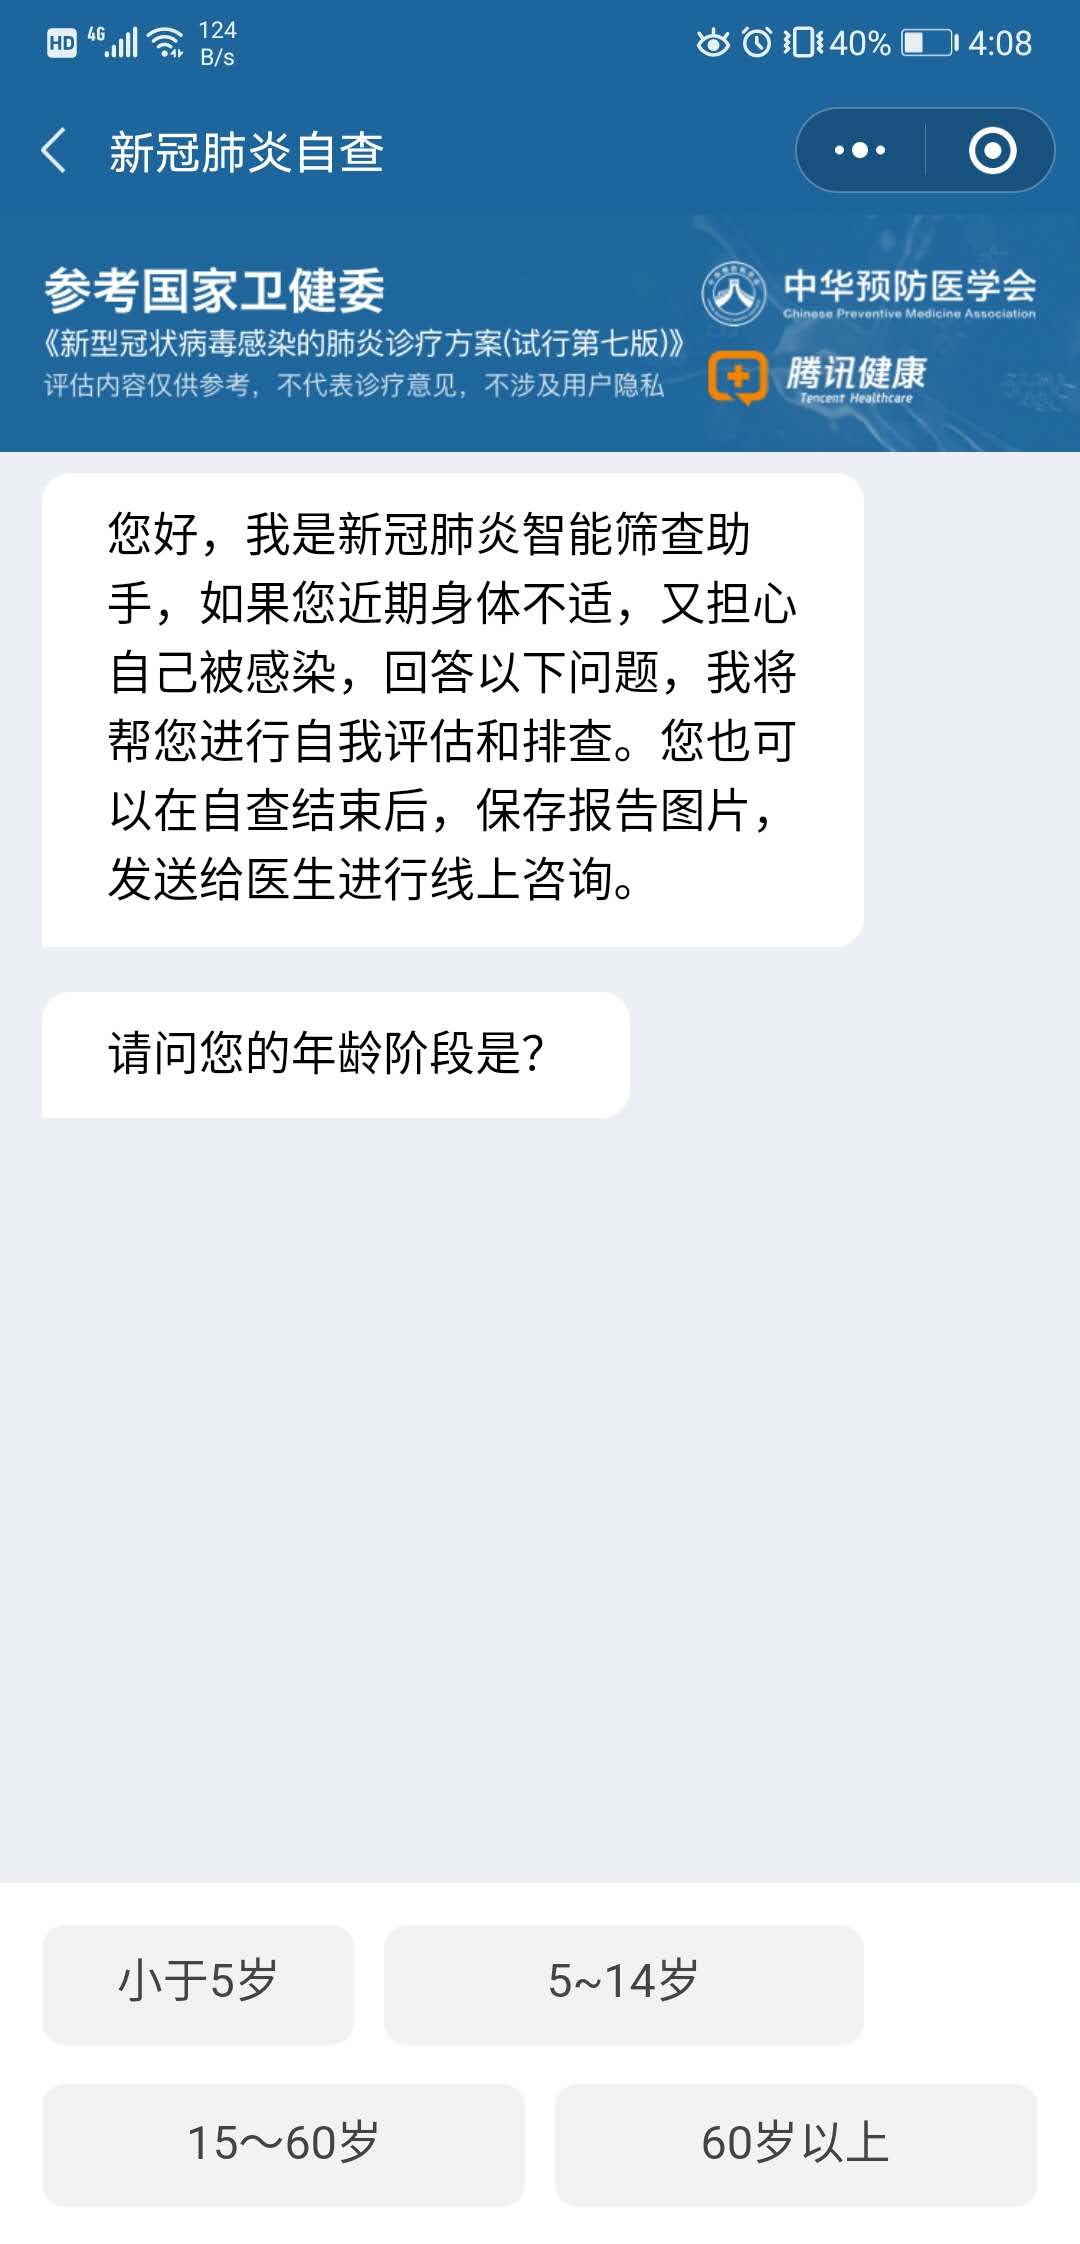 HD 4G 124 B/s 40% 4:08
新冠肺炎自查
参考国家卫健委
《新型冠状病毒感染的肺炎诊疗方案(试行第七版)》
评估内容仅供参考，不代表诊疗意见，不涉及用户隐私
中华预防医学会
Chinese Preventive Medicine Association
腾讯健康
Tencent Healthcare
您好，我是新冠肺炎智能筛查助
手，如果您近期身体不适，又担心
自己被感染，回答以下问题，我将
帮您进行自我评估和排查。您也可
以在自查结束后，保存报告图片，
发送给医生进行线上咨询。
请问您的年龄阶段是？
小于5岁
5~14岁
15～60岁
60岁以上